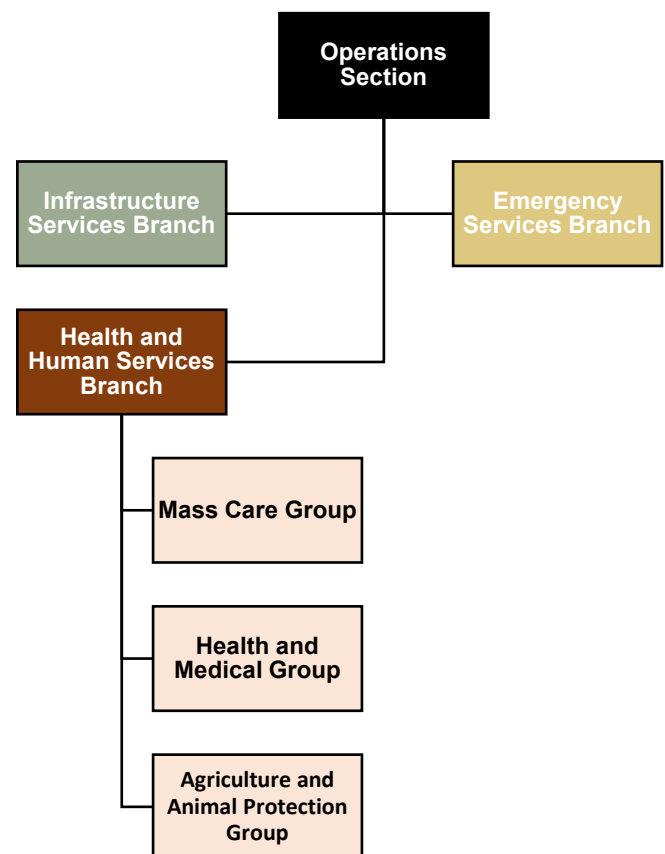 Operations
Section
Infrastructure
Services Branch
Emergency
Services Branch
Health and
Human Services
Branch
Mass Care Group
Health and
Medical Group
Agriculture and
Animal Protection
Group